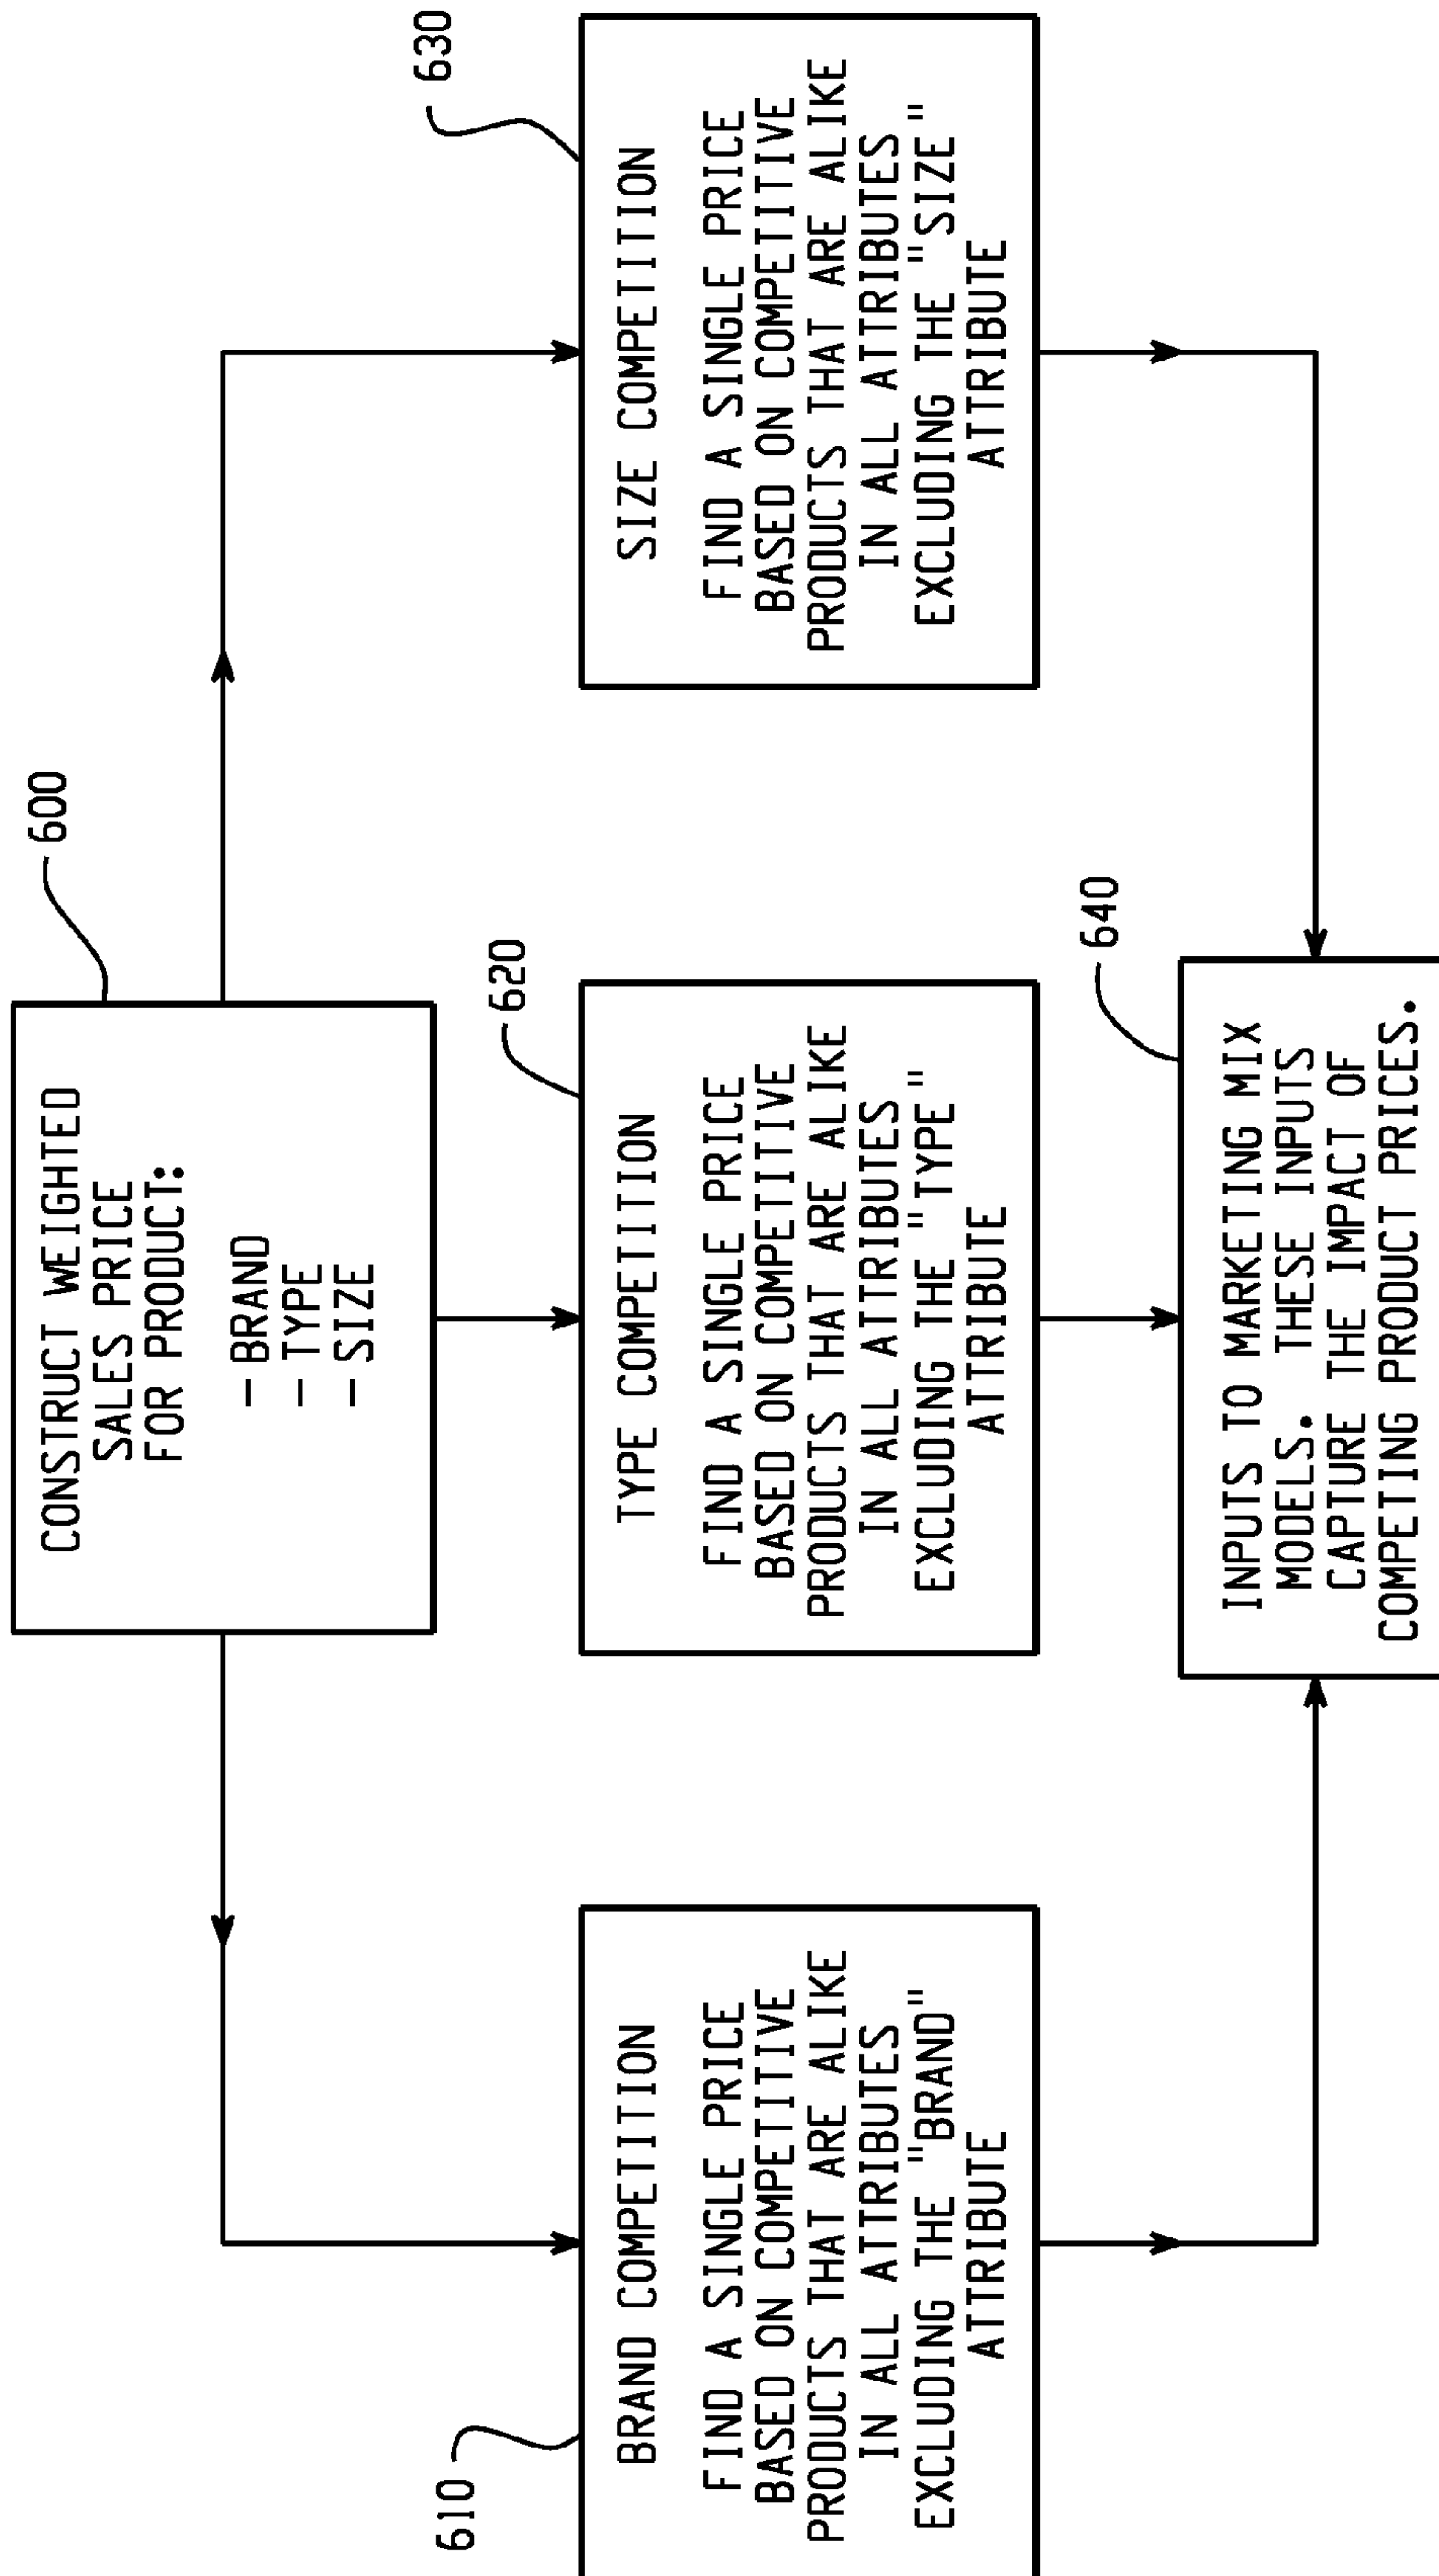 600
CONSTRUCT WEIGHTED
SALES PRICE
FOR PRODUCT:
-BRAND
- TYPE
- SIZE
610
BRAND COMPETITION
FIND A SINGLE PRICE
BASED ON COMPETITIVE
PRODUCTS THAT ARE ALIKE
IN ALL ATTRIBUTES
EXCLUDING THE "BRAND"
ATTRIBUTE
620
TYPE COMPETITION
FIND A SINGLE PRICE
BASED ON COMPETITIVE
PRODUCTS THAT ARE ALIKE
IN ALL ATTRIBUTES
EXCLUDING THE "TYPE"
ATTRIBUTE
630
SIZE COMPETITION
FIND A SINGLE PRICE
BASED ON COMPETITIVE
PRODUCTS THAT ARE ALIKE
IN ALL ATTRIBUTES
EXCLUDING THE "SIZE"
ATTRIBUTE
640
INPUTS TO MARKETING MIX
MODELS. THESE INPUTS
CAPTURE THE IMPACT OF
COMPETING PRODUCT PRICES.